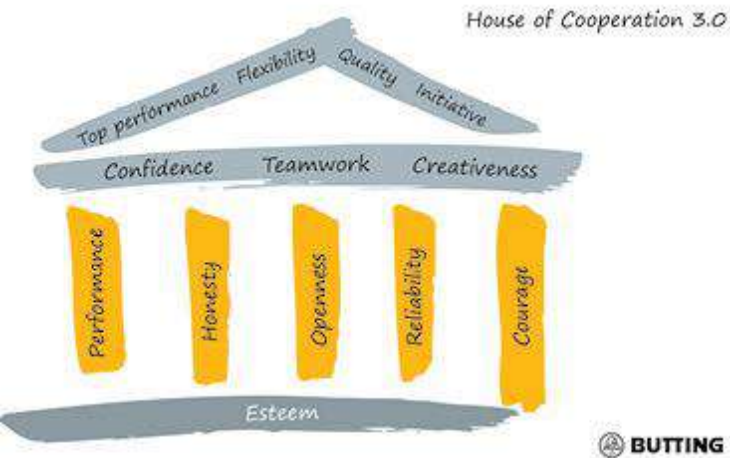 House of Cooperation 3.0
Top performance Flexibility Quality Initiative
Confidence Teamwork Creativeness
Performance
Honesty
Openness
Reliability
Courage
Esteem
BUTTING